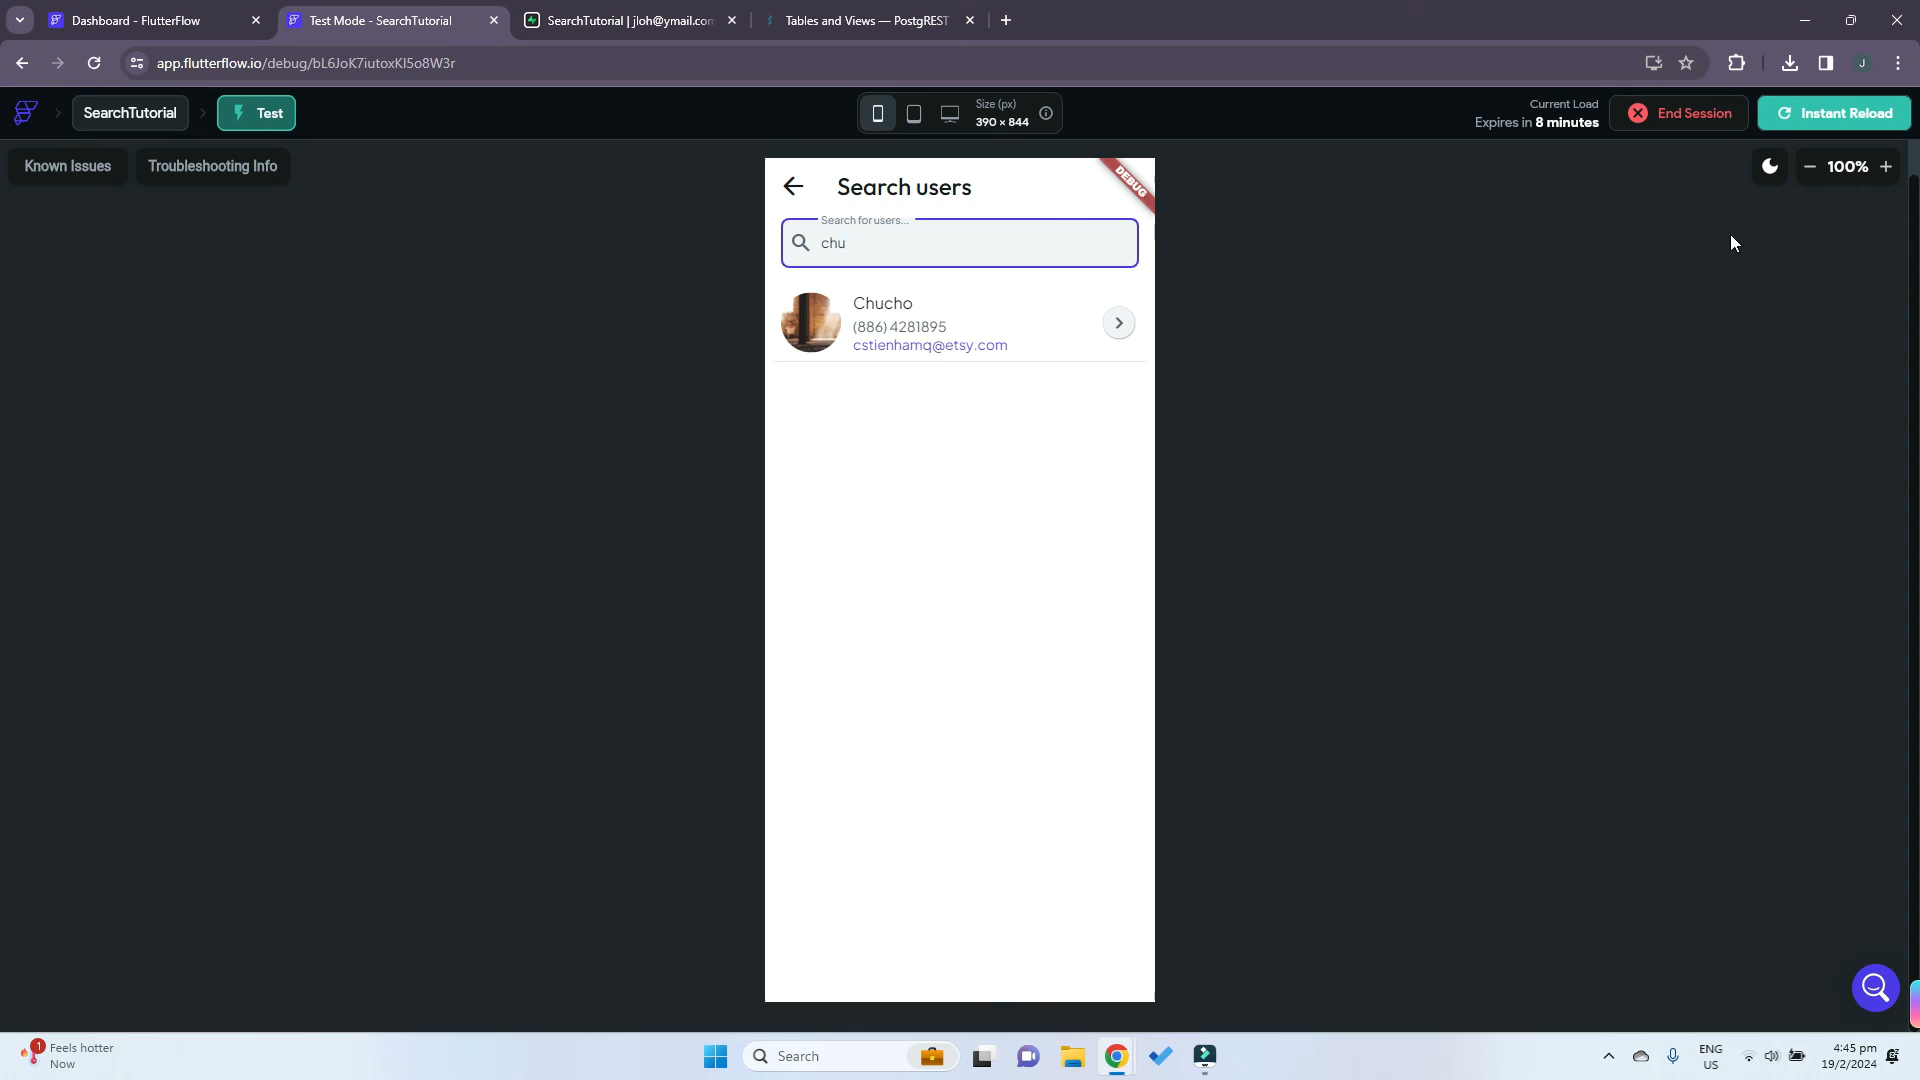 Dashboard - FlutterFlow
Test Mode - SearchTutorial
SearchTutorial | jloh@ymail.com
Tables and Views — PostgREST
app.flutterflow.io/debug/bL6JoK7iutoxKI5o8W3r
J
SearchTutorial
Test
Size (px)
390 × 844
Current Load
Expires in 8 minutes
End Session
Instant Reload
Known Issues
Troubleshooting Info
100%
Search users
DEBUG
Search for users...
chu
Chucho
(886) 4281895
cstienhamq@etsy.com
1
Feels hotter
Now
Search
ENG
US
4:45 pm
19/2/2024